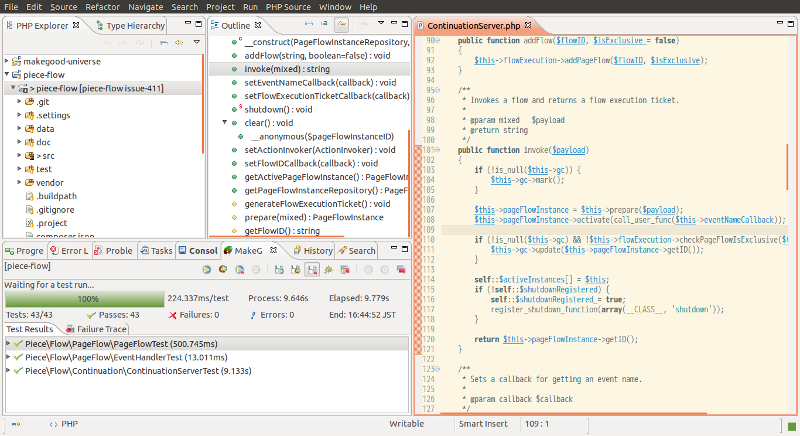 File Edit Source Refactor Navigate Search Project Run PHP Source Window Help
PHP Explorer
Type Hierarchy
makegood-universe
piece-flow
> piece-flow [piece-flow issue-411]
.git
.settings
data
doc
> src
test
vendor
.buildpath
.gitignore
.project
composer.json
Outline
__construct(PageFlowInstanceRepository,
addFlow(string, boolean=false) : void
invoke(mixed) : string
setEventNameCallback(callback) : void
setFlowExecutionTicketCallback(callback)
shutdown() : void
clear() : void
__anonymous($pageFlowInstanceID)
setActionInvoker(ActionInvoker) : void
setFlowIDCallback(callback) : void
getActivePageFlowInstance() : PageFlowIn
getPageFlowInstanceRepository() : PageF
generateFlowExecutionTicket() : void
prepare(mixed) : PageFlowInstance
getFlowID() : string
ContinuationServer.php
90 public function addFlow($flowID, $isExclusive = false)
91 {
92 $this->flowExecution->addPageFlow($flowID, $isExclusive);
93 }
94
95 /**
96 * Invokes a flow and returns a flow execution ticket.
97 *
98 * @param mixed $payload
99 * @return string
100 */
101 public function invoke($payload)
102 {
103 if (!is_null($this->gc)) {
104 $this->gc->mark();
105 }
106
107 $this->pageFlowInstance = $this->prepare($payload);
108 $this->pageFlowInstance->activate(call_user_func($this->eventNameCallback));
109
110 if (!is_null($this->gc) && !$this->flowExecution->checkPageFlowIsExclusive($
111 $this->gc->update($this->pageFlowInstance->getID());
112 }
113
114 self::$activeInstances[] = $this;
115 if (!self::$shutdownRegistered) {
116 self::$shutdownRegistered = true;
117 register_shutdown_function(array(__CLASS__, 'shutdown'));
118 }
119
120 return $this->pageFlowInstance->getID();
121 }
122
123 /**
124 * Sets a callback for getting an event name.
125 *
126 * @param callback $callback
127 */
Progre
Error L
Proble
Tasks
Consol
MakeG
History
Search
[piece-flow]
Waiting for a test run...
100% 224.337ms/test Process: 9.646s Elapsed: 9.779s
Tests: 43/43 Passes: 43 Failures: 0 Errors: 0 End: 16:44:52 JST
Test Results
Failure Trace
Piece\Flow\PageFlow\PageFlowTest (500.745ms)
Piece\Flow\PageFlow\EventHandlerTest (13.011ms)
Piece\Flow\Continuation\ContinuationServerTest (9.133s)
PHP
Writable
Smart Insert
109 : 1